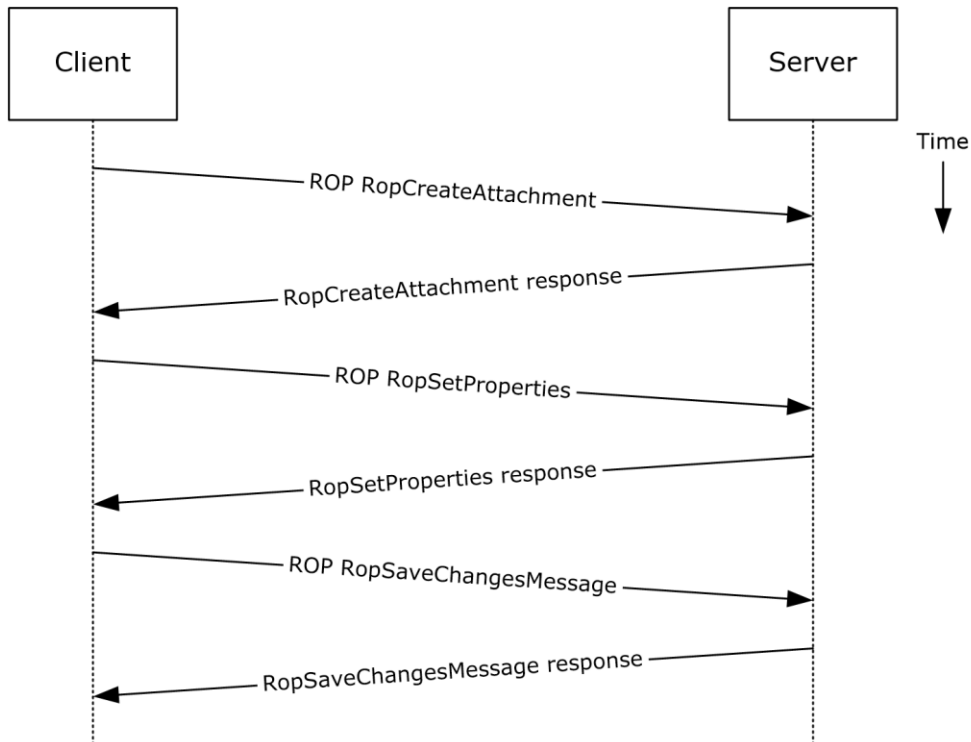 Client
Server
Time
ROP RopCreateAttachment
RopCreateAttachment response
ROP RopSetProperties
RopSetProperties response
ROP RopSaveChangesMessage
RopSaveChangesMessage response